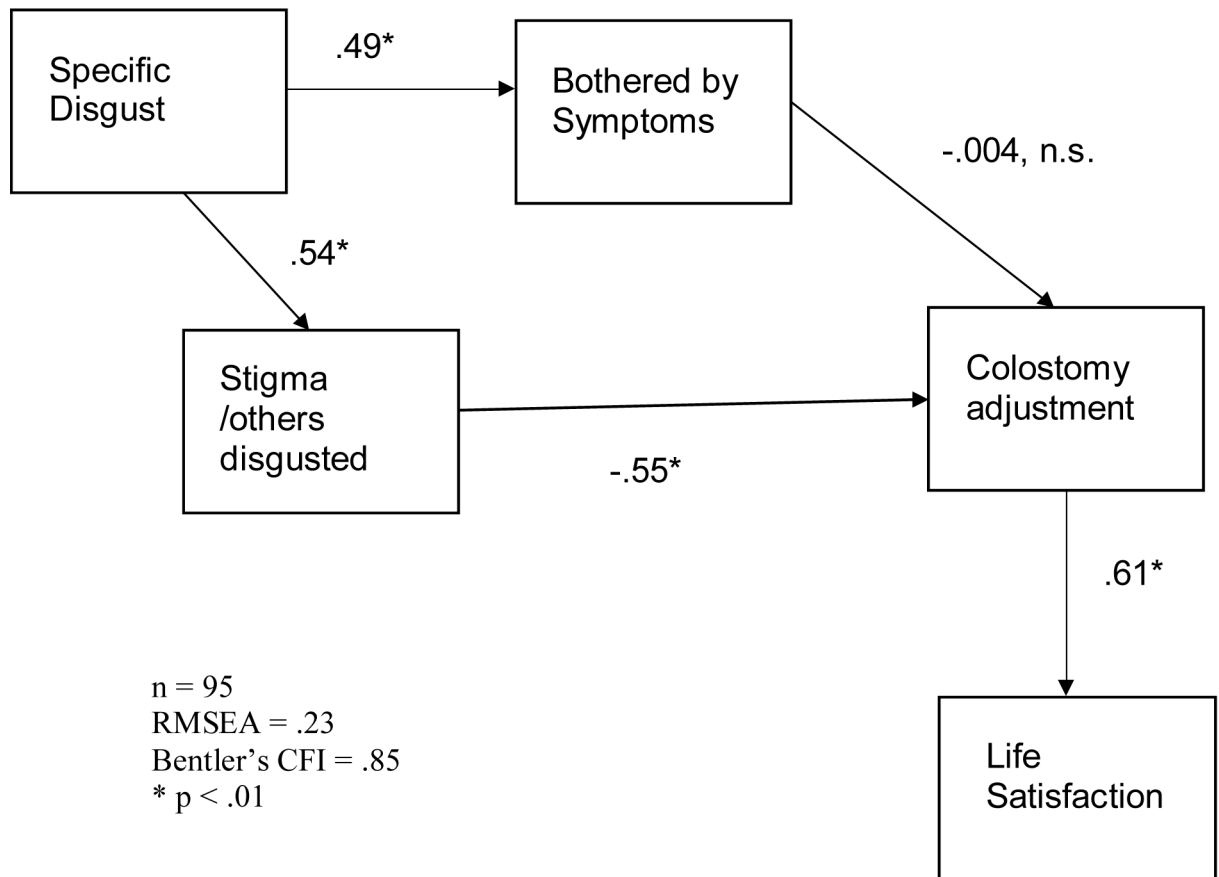 .49*
Specific
Disgust
Bothered by
Symptoms
-.004, n.s.
.54*
Stigma
/others
disgusted
Colostomy
adjustment
-.55*
.61*
n = 95
RMSEA = .23
Bentler’s CFI = .85
* p < .01
Life
Satisfaction